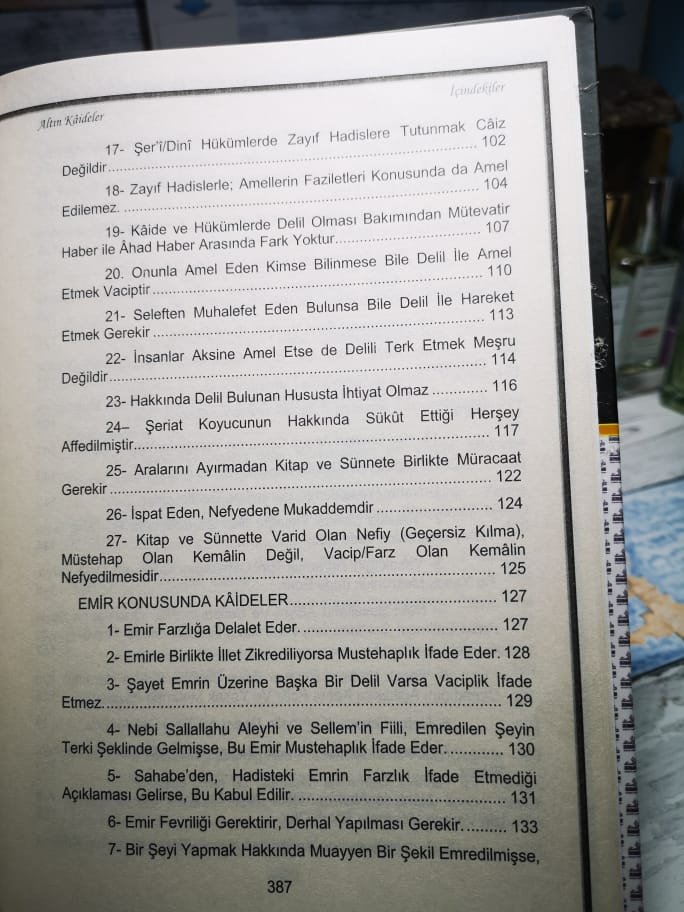 Altın Kâideler
İçindekiler
17- Şer'î/Dinî Hükümlerde Zayıf Hadislere Tutunmak Câiz
Değildir.................................................................... 102
18- Zayıf Hadislerle; Amellerin Faziletleri Konusunda da Amel
Edilemez. .................................................................. 104
19- Kâide ve Hükümlerde Delil Olması Bakımından Mütevatir
Haber ile Âhad Haber Arasında Fark Yoktur........................... 107
20. Onunla Amel Eden Kimse Bilinmese Bile Delil İle Amel
Etmek Vaciptir ............................................................ 110
21- Seleften Muhalefet Eden Bulunsa Bile Delil İle Hareket
Etmek Gerekir ............................................................ 113
22- İnsanlar Aksine Amel Etse de Delili Terk Etmek Meşru
Değildir.................................................................... 114
23- Hakkında Delil Bulunan Hususta İhtiyat Olmaz ............ 116
24– Şeriat Koyucunun Hakkında Sükût Ettiği Herşey
Affedilmiştir............................................................... 117
25- Aralarını Ayırmadan Kitap ve Sünnete Birlikte Müracaat
Gerekir .................................................................... 122
26- İspat Eden, Nefyedene Mukaddemdir ........................ 124
27- Kitap ve Sünnette Varid Olan Nefiy (Geçersiz Kılma),
Müstehap Olan Kemâlin Değil, Vacip/Farz Olan Kemâlin
Nefyedilmesidir............................................................ 125
EMİR KONUSUNDA KÂİDELER....................................... 127
1- Emir Farzlığa Delalet Eder. ..................................... 127
2- Emirle Birlikte İllet Zikrediliyorsa Mustehaplık İfade Eder. 128
3- Şayet Emrin Üzerine Başka Bir Delil Varsa Vaciplik İfade
Etmez....................................................................... 129
4- Nebi Sallallahu Aleyhi ve Sellem'in Fiili, Emredilen Şeyin
Terki Şeklinde Gelmişse, Bu Emir Mustehaplık İfade Eder. ........... 130
5- Sahabe'den, Hadisteki Emrin Farzlık İfade Etmediği
Açıklaması Gelirse, Bu Kabul Edilir. .................................... 131
6- Emir Fevriliği Gerektirir, Derhal Yapılması Gerekir. ......... 133
7- Bir Şeyi Yapmak Hakkında Muayyen Bir Şekil Emredilmişse,
387